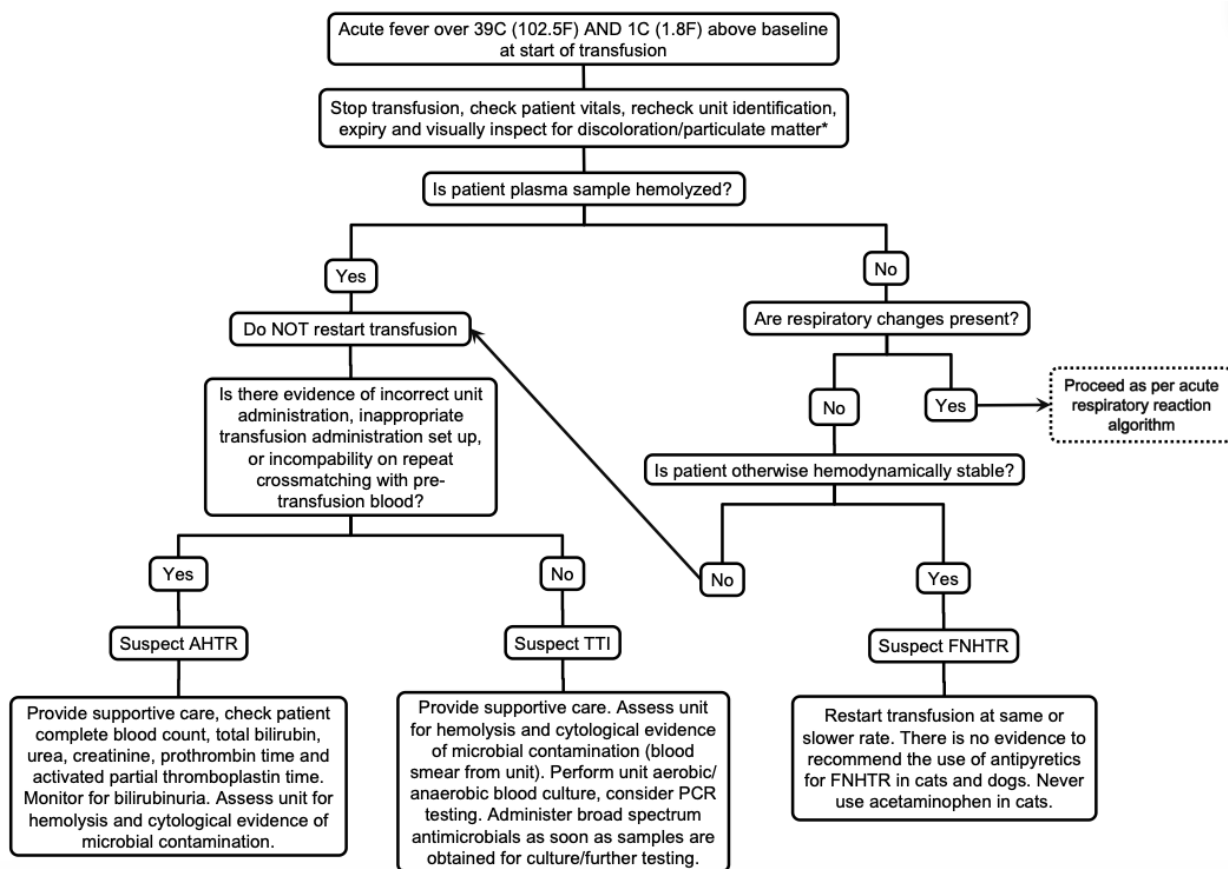 Acute fever over 39C (102.5F) AND 1C (1.8F) above baseline
at start of transfusion
Stop transfusion, check patient vitals, recheck unit identification,
expiry and visually inspect for discoloration/particulate matter*
Is patient plasma sample hemolyzed?
Yes
No
Do NOT restart transfusion
Are respiratory changes present?
Is there evidence of incorrect unit
administration, inappropriate
transfusion administration set up,
or incompability on repeat
crossmatching with pre-
transfusion blood?
No
Yes
Proceed as per acute
respiratory reaction
algorithm
Is patient otherwise hemodynamically stable?
Yes
No
No
Yes
Suspect AHTR
Suspect TTI
Suspect FNHTR
Provide supportive care, check patient
complete blood count, total bilirubin,
urea, creatinine, prothrombin time and
activated partial thromboplastin time.
Monitor for bilirubinuria. Assess unit for
hemolysis and cytological evidence of
microbial contamination.
Provide supportive care. Assess unit
for hemolysis and cytological evidence
of microbial contamination (blood
smear from unit). Perform unit aerobic/
anaerobic blood culture, consider PCR
testing. Administer broad spectrum
antimicrobials as soon as samples are
obtained for culture/further testing.
Restart transfusion at same or
slower rate. There is no evidence to
recommend the use of antipyretics
for FNHTR in cats and dogs. Never
use acetaminophen in cats.